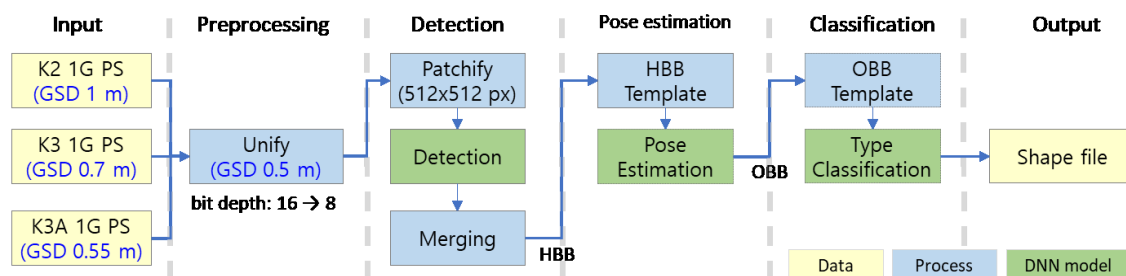 Input
Preprocessing
Detection
Pose estimation
Classification
Output
K2 1G PS
(GSD 1 m)
K3 1G PS
(GSD 0.7 m)
K3A 1G PS
(GSD 0.55 m)
Unify
(GSD 0.5 m)
bit depth: 16 → 8
Patchify
(512x512 px)
Detection
Merging
HBB
HBB
Template
Pose
Estimation
OBB
OBB
Template
Type
Classification
Shape file
Data
Process
DNN model